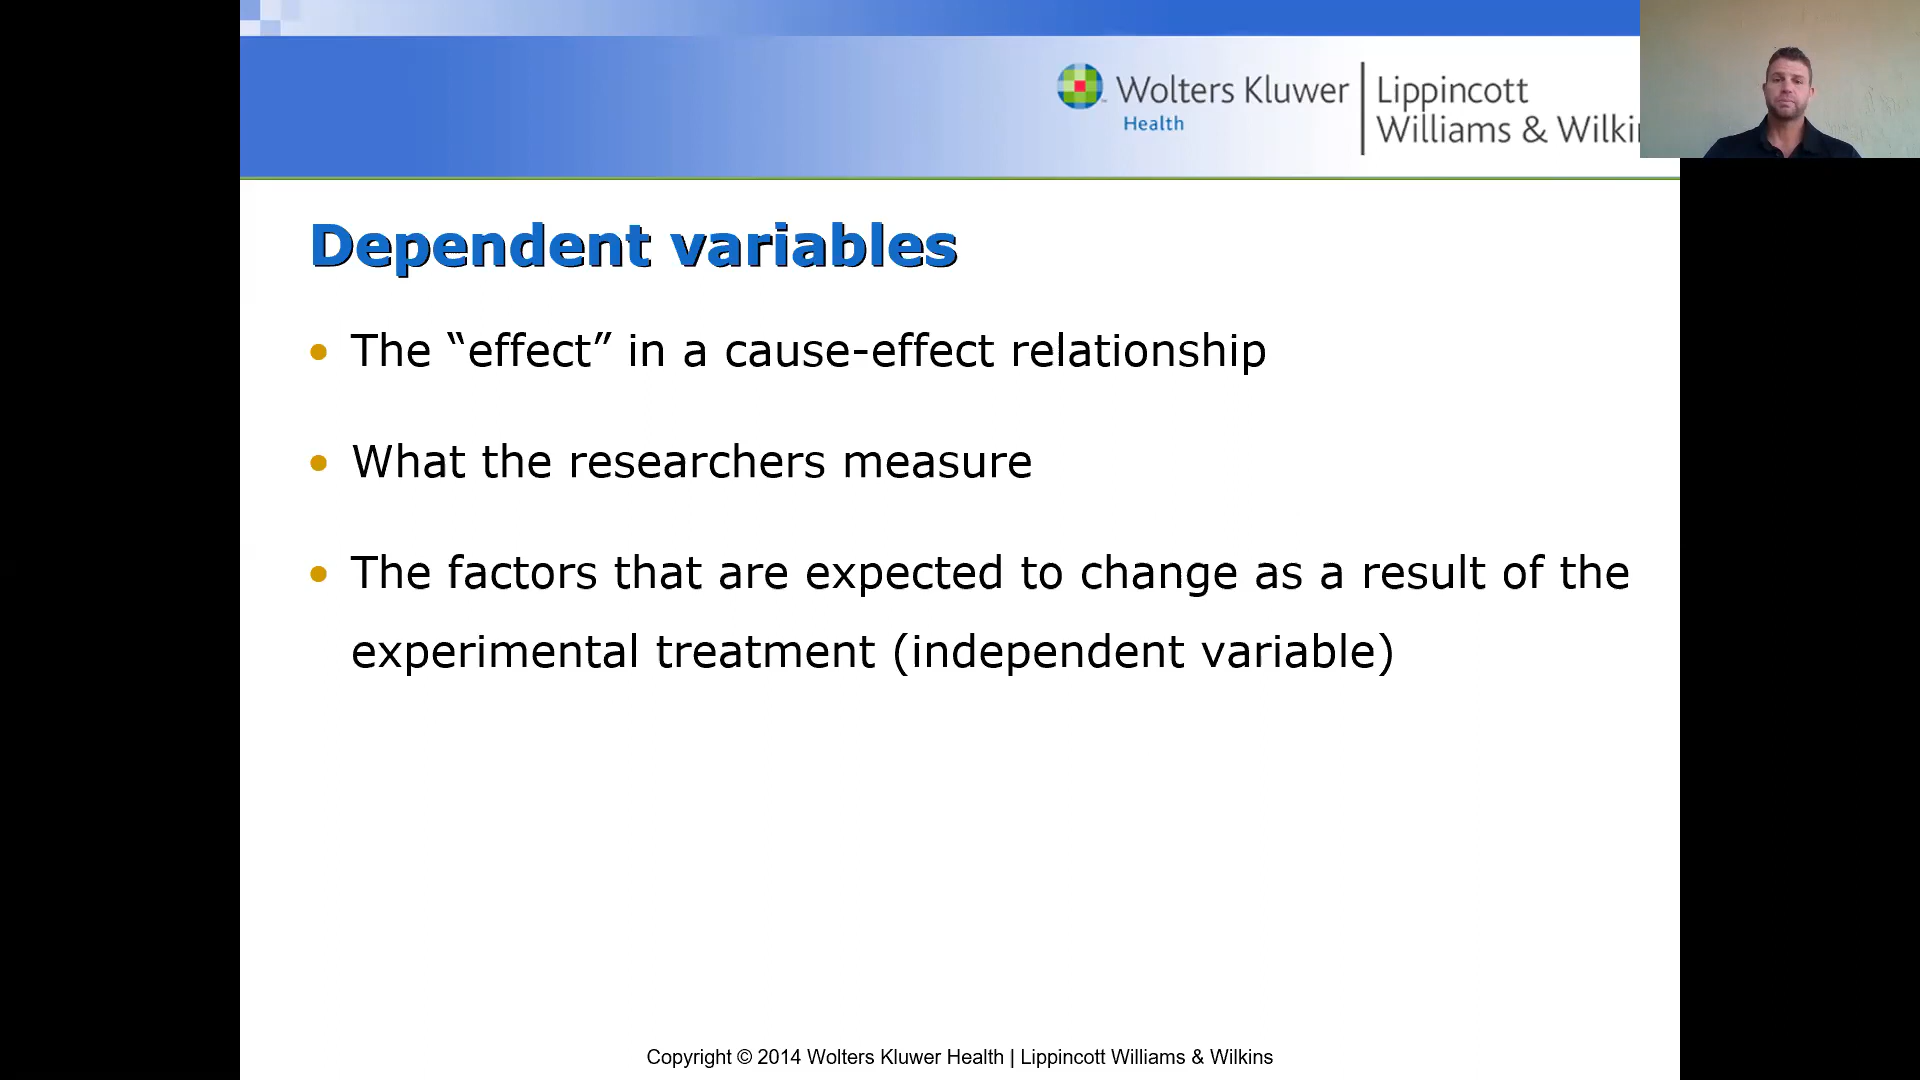 Wolters Kluwer
Health
Lippincott
Williams &
Dependent variables
• The “effect” in a cause-effect relationship
• What the researchers measure
• The factors that are expected to change as a result of the
experimental treatment (independent variable)
Copyright © 2014 Wolters Kluwer Health | Lippincott Williams & Wilkins